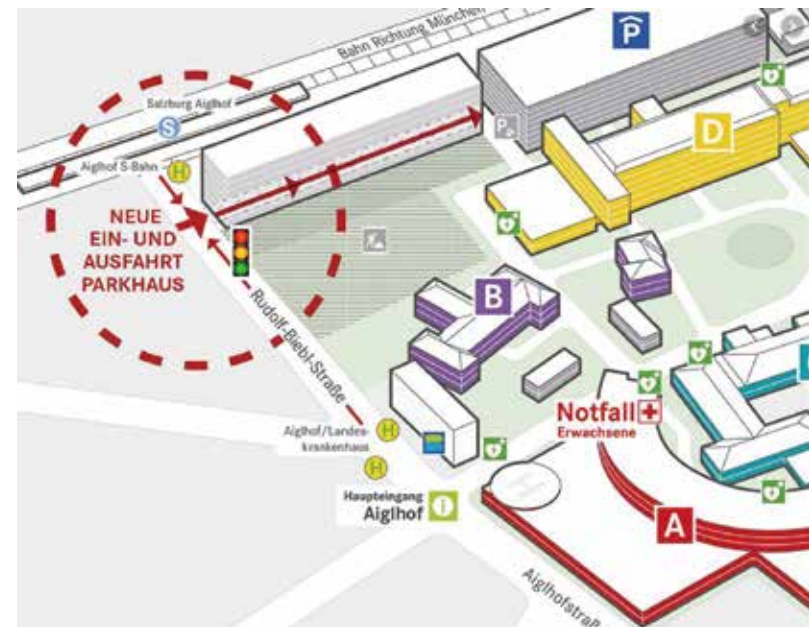 Bahn Richtung München
P
Salzburg Aiglhof
S
Aiglhof S-Bahn
H
P
D
NEUE
EIN- UND
AUSFAHRT
PARKHAUS
B
Rudolf-Biebl-Straße
Notfall
Erwachsene
Aiglhof/Landes-
krankenhaus
H
H
Haupteingang
Aiglhof
i
H
A
Aiglhofstraße